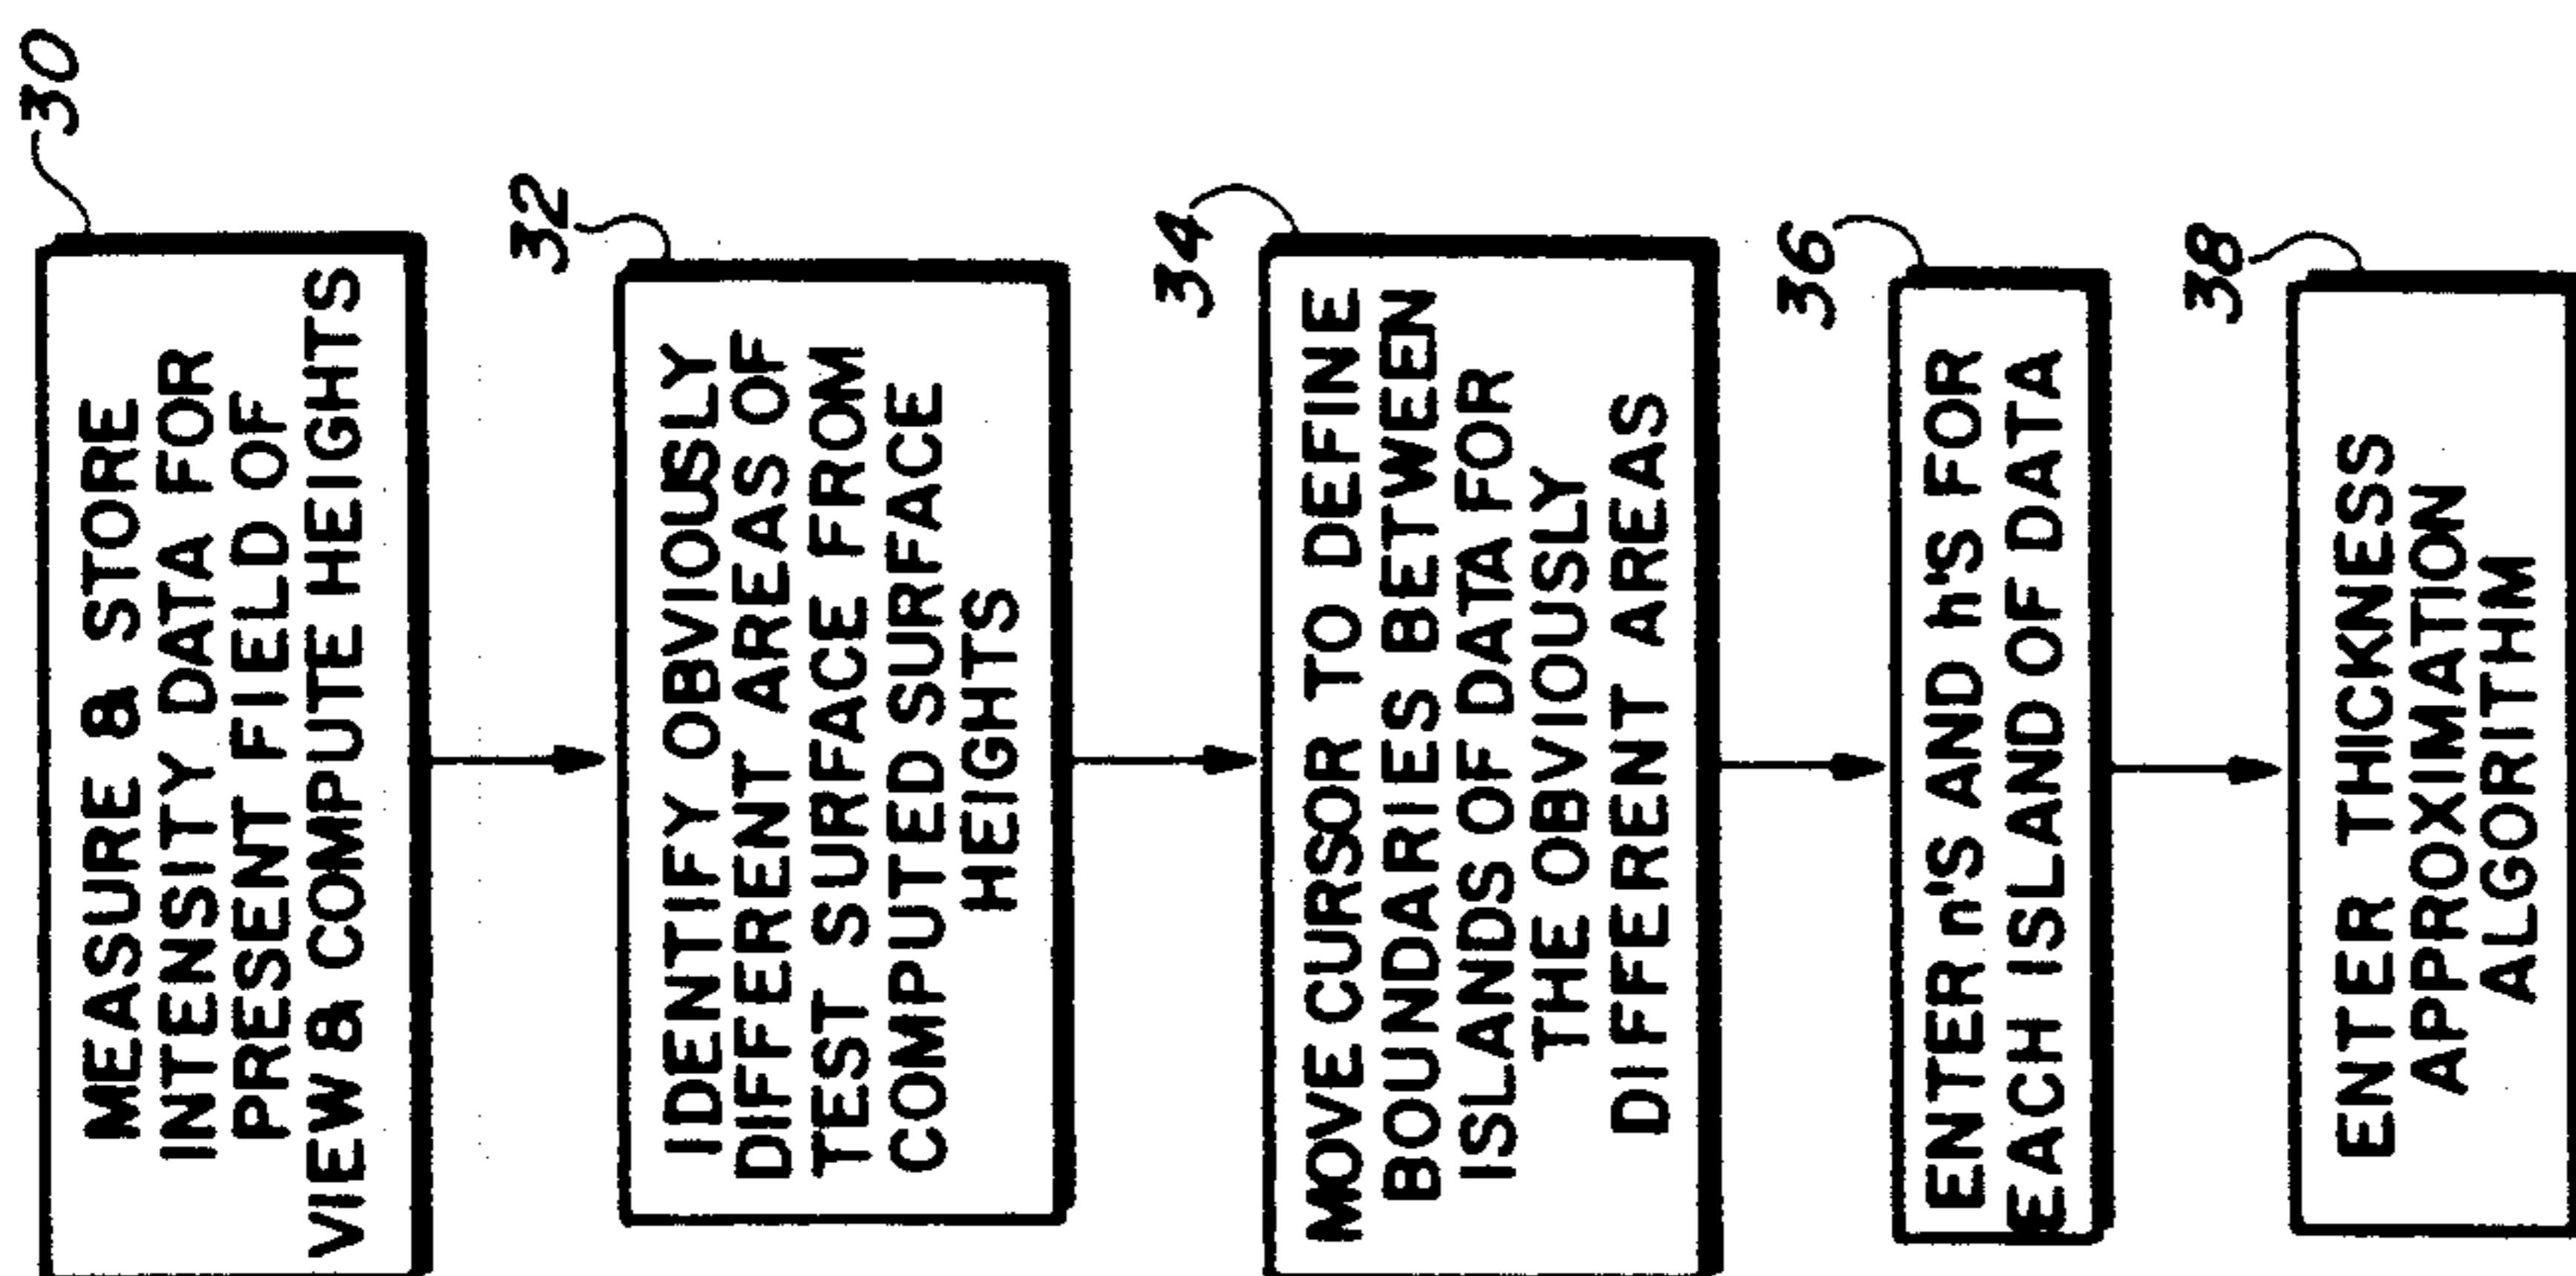 30
MEASURE & STORE
INTENSITY DATA FOR
PRESENT FIELD OF
VIEW & COMPUTE HEIGHTS
32
IDENTIFY OBVIOUSLY
DIFFERENT AREAS OF
TEST SURFACE FROM
COMPUTED SURFACE
HEIGHTS
34
MOVE CURSOR TO DEFINE
BOUNDARIES BETWEEN
ISLANDS OF DATA FOR
THE OBVIOUSLY
DIFFERENT AREAS
36
ENTER n'S AND h'S FOR
EACH ISLAND OF DATA
38
ENTER THICKNESS
APPROXIMATION
ALGORITHM